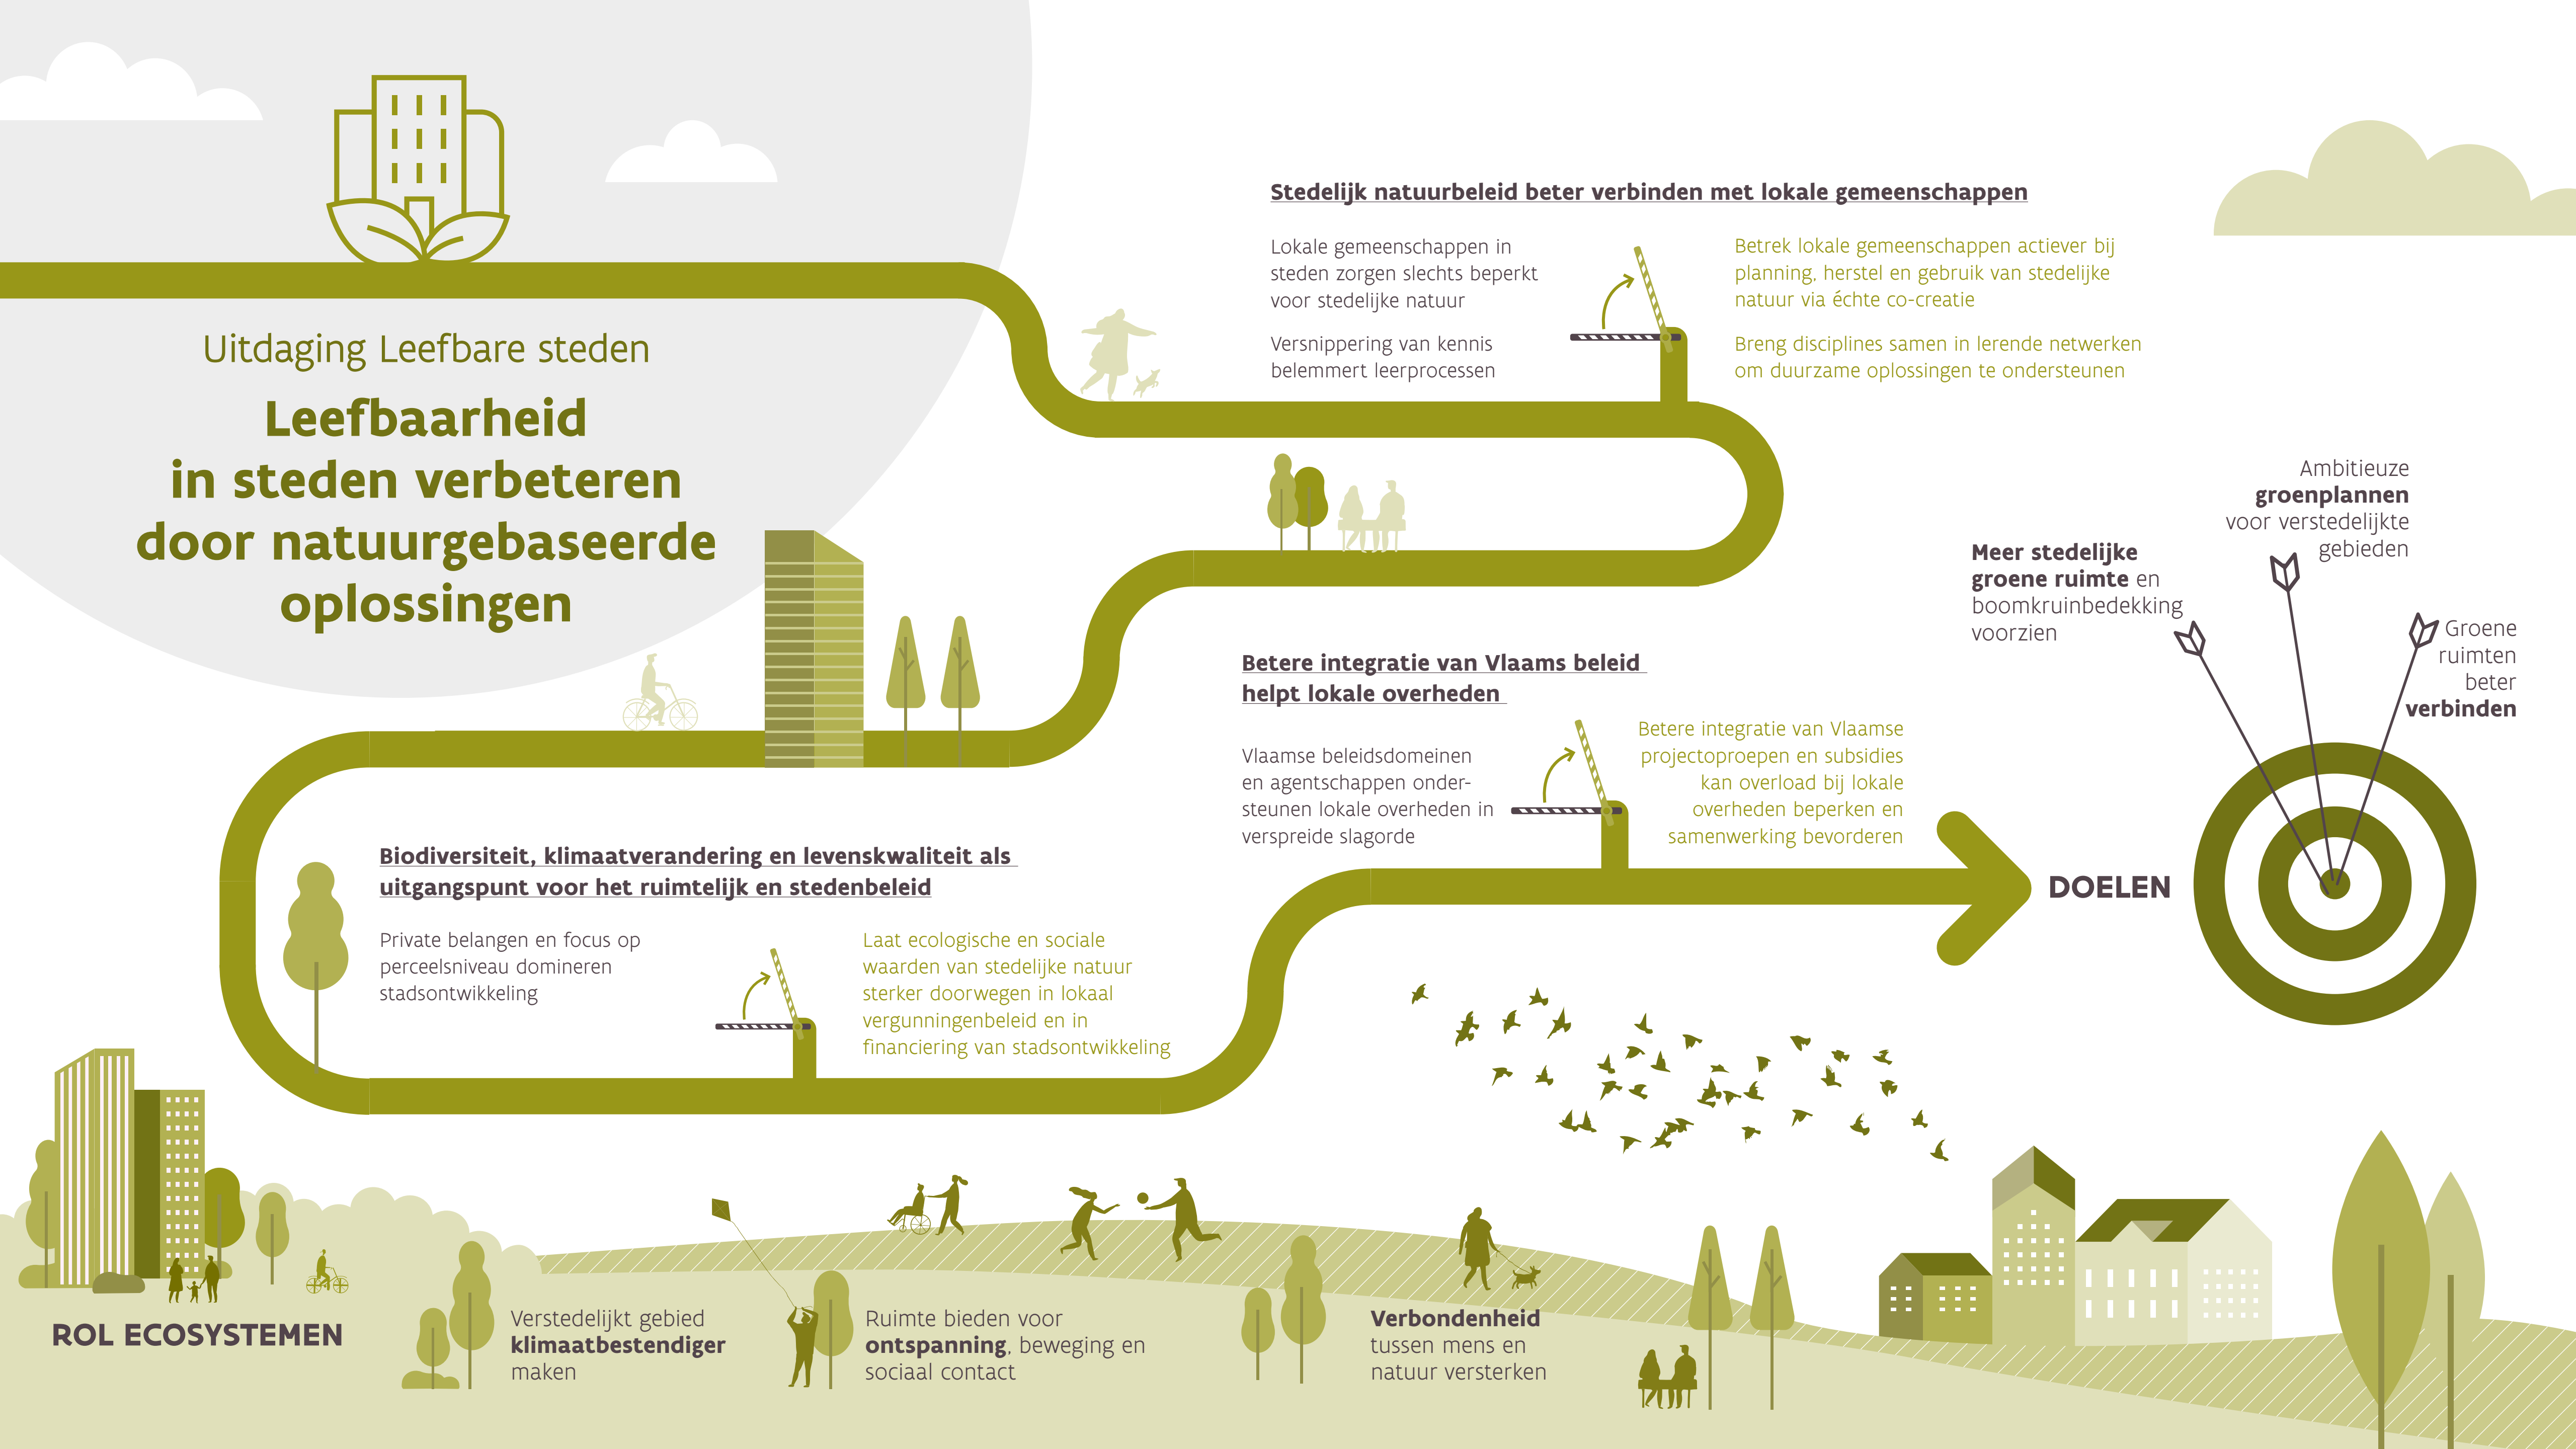 Uitdaging Leefbare steden
Leefbaarheid
in steden verbeteren
door natuurgebaseerde
oplossingen
Stedelijk natuurbeleid beter verbinden met lokale gemeenschappen
Lokale gemeenschappen in
steden zorgen slechts beperkt
voor stedelijke natuur
Versnippering van kennis
belemmert leerprocessen
Betrek lokale gemeenschappen actiever bij
planning, herstel en gebruik van stedelijke
natuur via échte co-creatie
Breng disciplines samen in lerende netwerken
om duurzame oplossingen te ondersteunen
Biodiversiteit, klimaatverandering en levenskwaliteit als
uitgangspunt voor het ruimtelijk en stedenbeleid
Private belangen en focus op
perceelsniveau domineren
stadsontwikkeling
Laat ecologische en sociale
waarden van stedelijke natuur
sterker doorwegen in lokaal
vergunningenbeleid en in
financiering van stadsontwikkeling
Betere integratie van Vlaams beleid
helpt lokale overheden
Vlaamse beleidsdomeinen
en agentschappen onder-
steunen lokale overheden in
verspreide slagorde
Betere integratie van Vlaamse
projectoproepen en subsidies
kan overload bij lokale
overheden beperken en
samenwerking bevorderen
DOELEN
Meer stedelijke
groene ruimte en
boomkruinbedekking
voorzien
Ambitieuze
groenplannen
voor verstedelijkte
gebieden
Groene
ruimten
beter
verbinden
ROL ECOSYSTEMEN
Verstedelijkt gebied
klimaatbestendiger
maken
Ruimte bieden voor
ontspanning, beweging en
sociaal contact
Verbondenheid
tussen mens en
natuur versterken